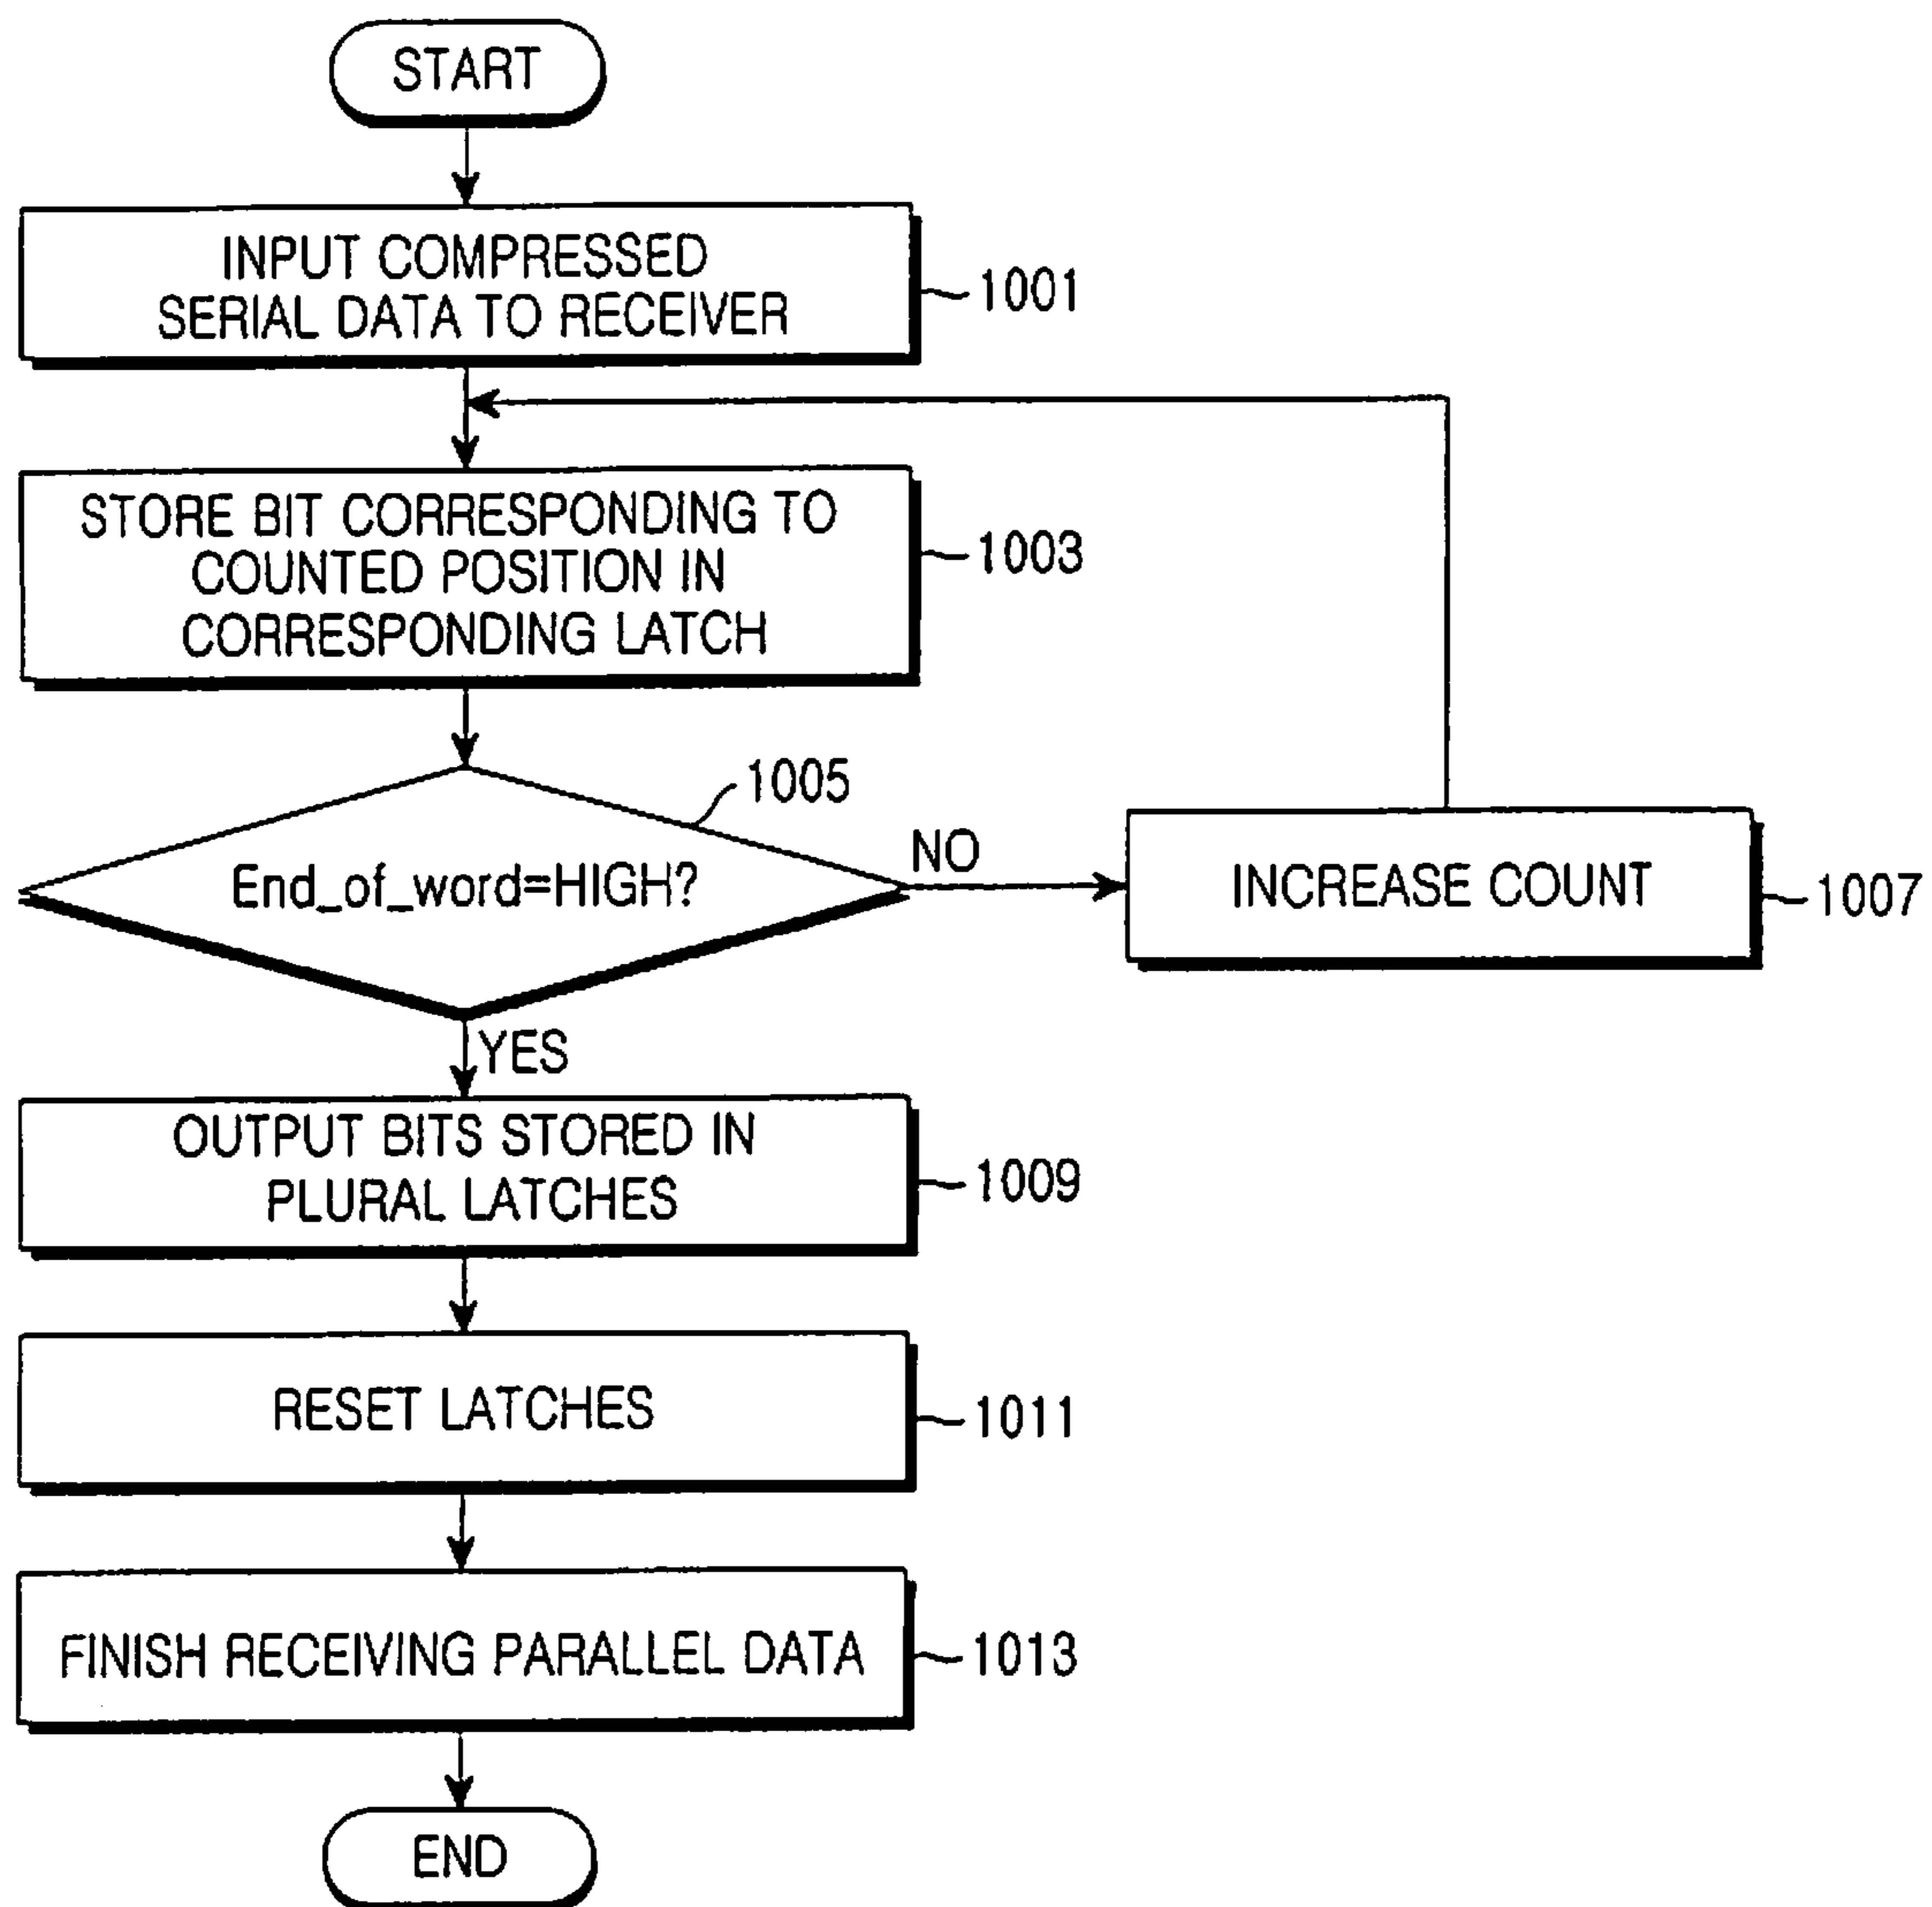 START
INPUT COMPRESSED
SERIAL DATA TO RECEIVER
1001
STORE BIT CORRESPONDING TO
COUNTED POSITION IN
CORRESPONDING LATCH
1003
1005
End_of_word=HIGH?
NO
INCREASE COUNT
1007
YES
OUTPUT BITS STORED IN
PLURAL LATCHES
1009
RESET LATCHES
1011
FINISH RECEIVING PARALLEL DATA
1013
END